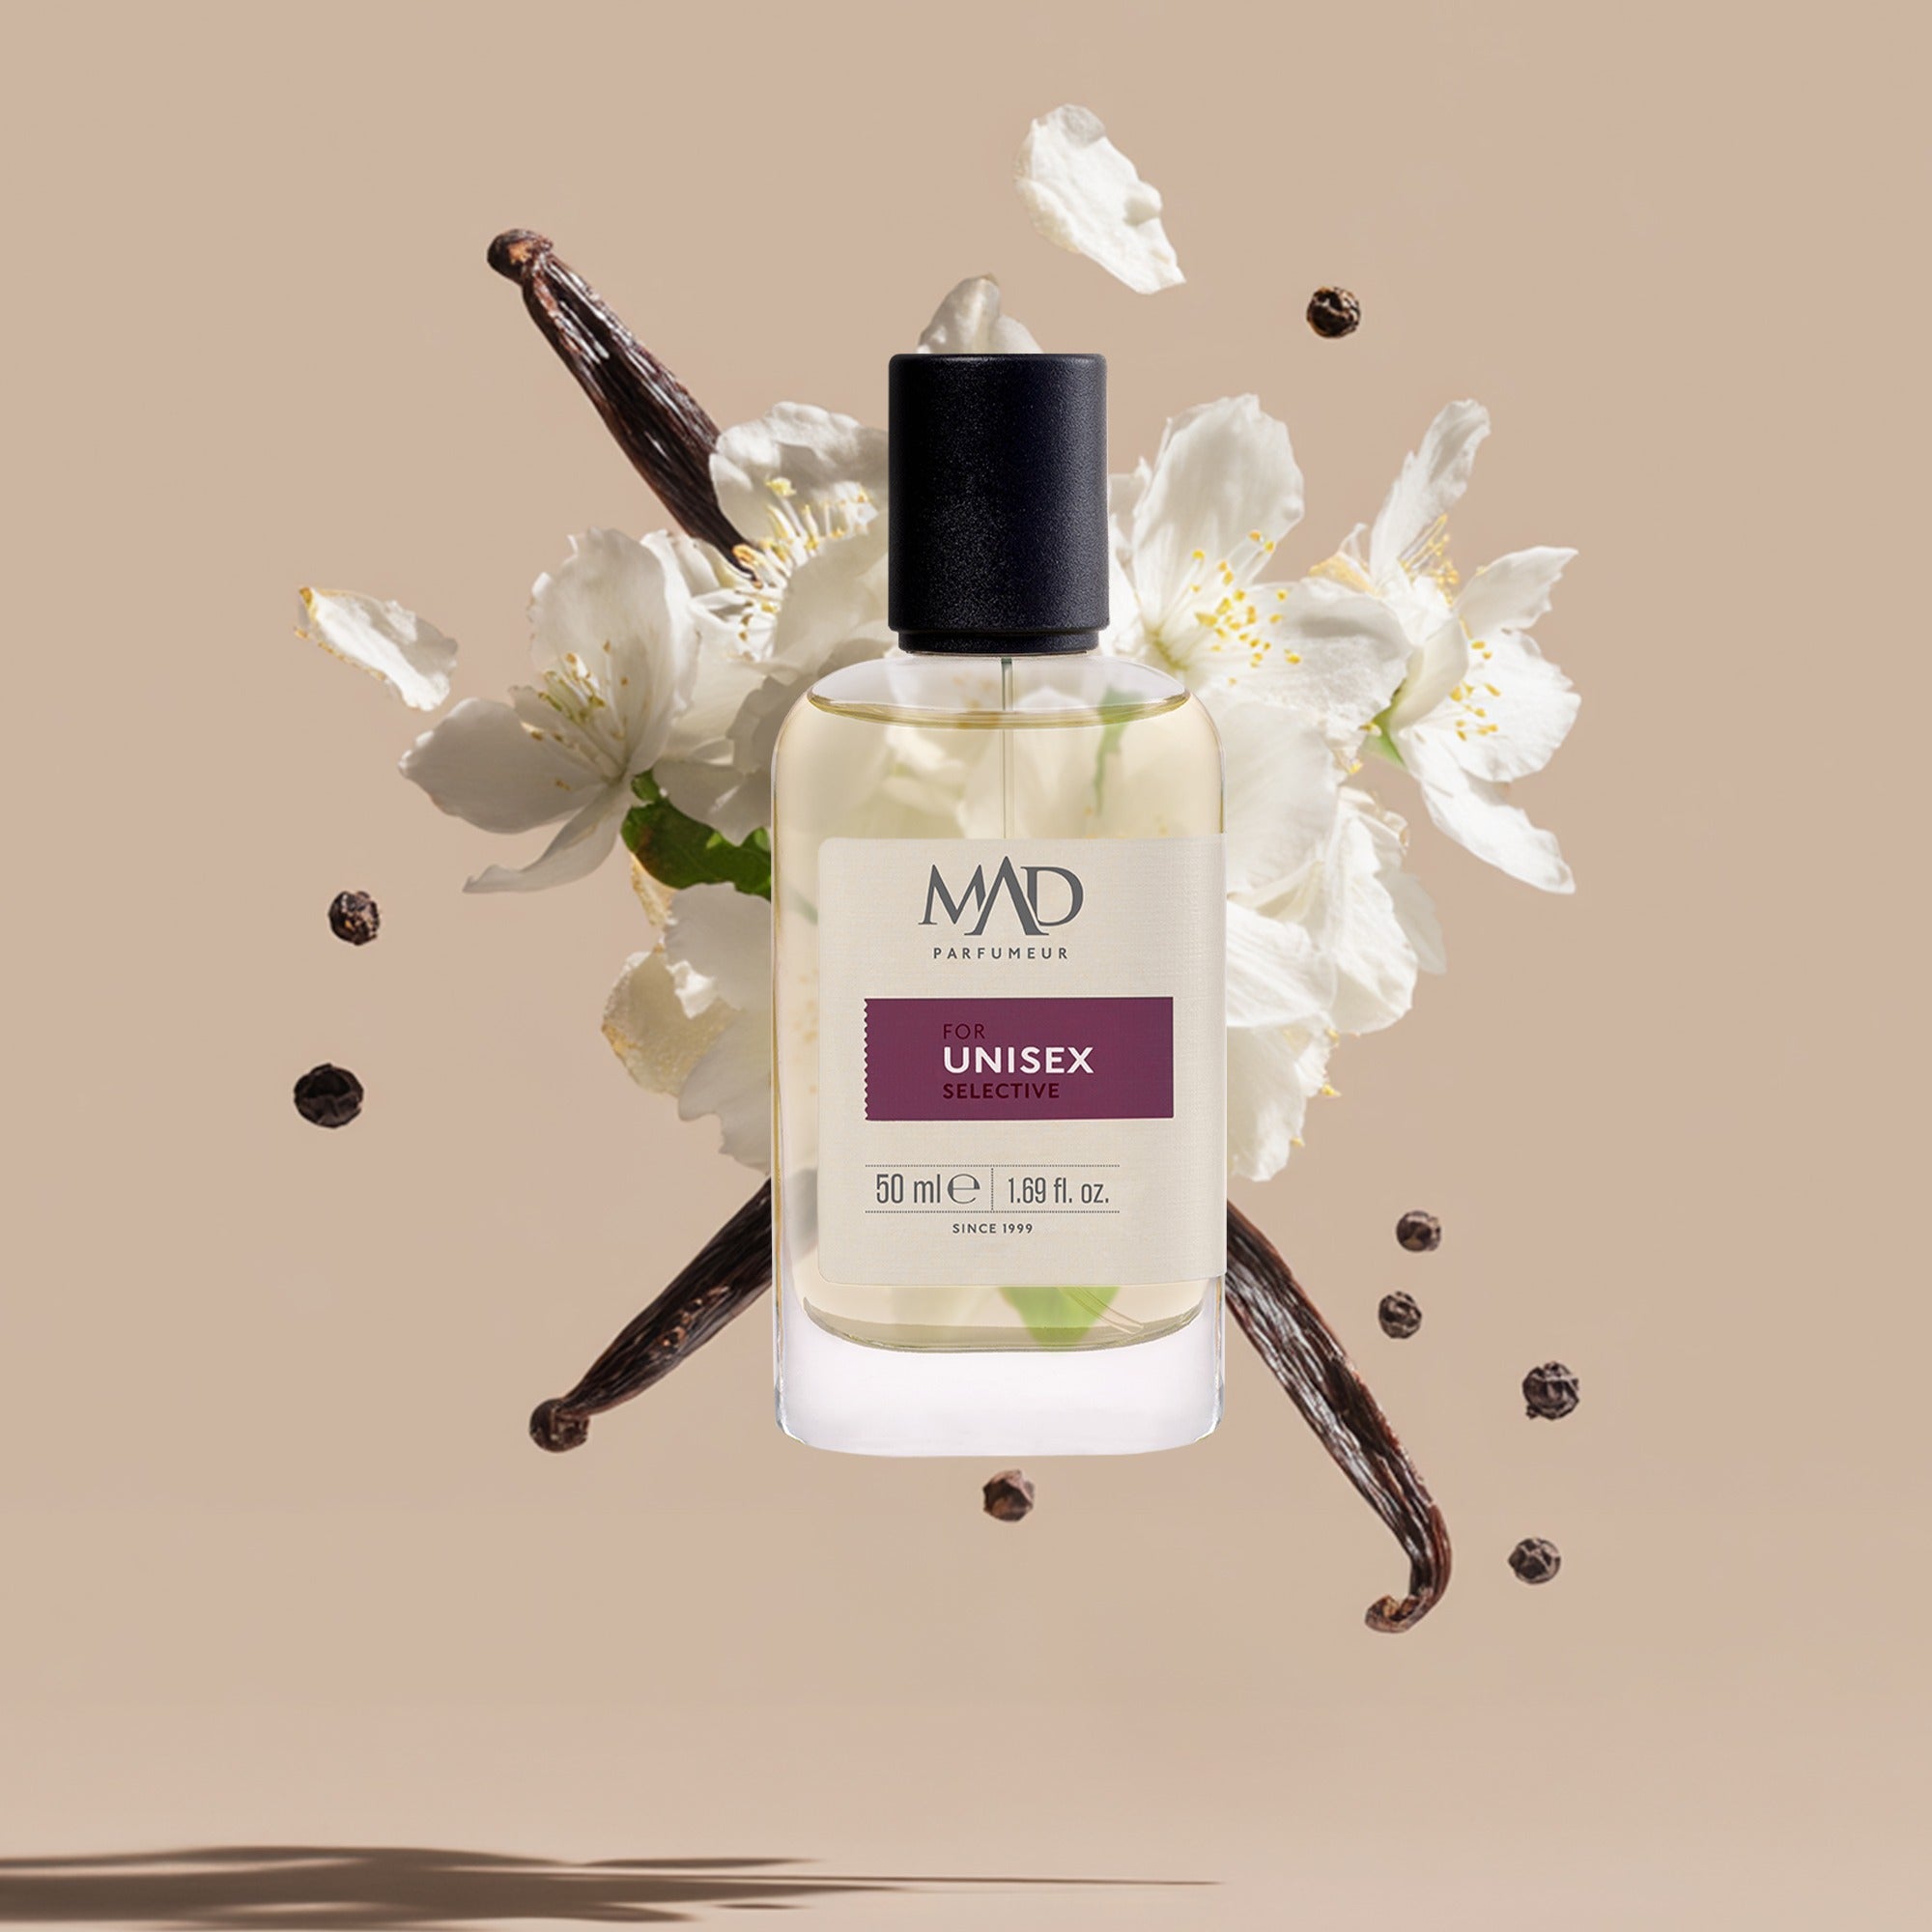 MAD
PARFUMEUR
FOR
UNISEX
SELECTIVE
50 ml ℮ 1.69 fl. oz.
SINCE 1999